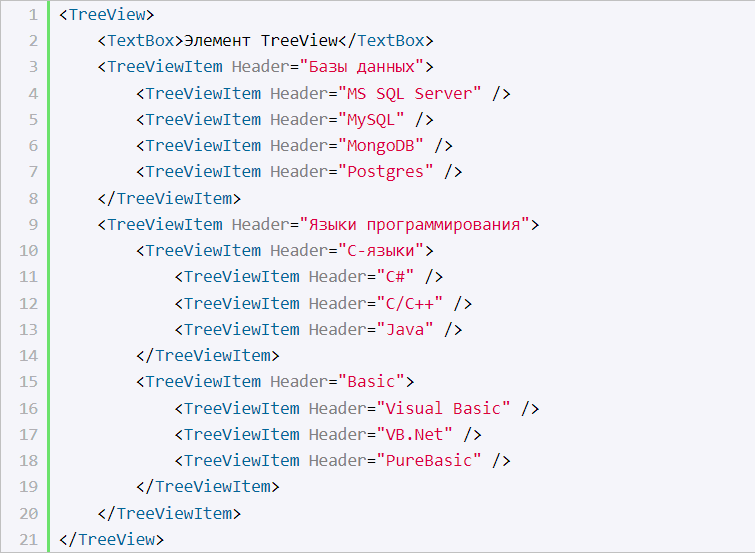 1 <TreeView>
2     <TextBox>Элемент TreeView</TextBox>
3     <TreeViewItem Header="Базы данных">
4         <TreeViewItem Header="MS SQL Server" />
5         <TreeViewItem Header="MySQL" />
6         <TreeViewItem Header="MongoDB" />
7         <TreeViewItem Header="Postgres" />
8     </TreeViewItem>
9     <TreeViewItem Header="Языки программирования">
10         <TreeViewItem Header="C-языки">
11             <TreeViewItem Header="C#" />
12             <TreeViewItem Header="C/C++" />
13             <TreeViewItem Header="Java" />
14         </TreeViewItem>
15         <TreeViewItem Header="Basic">
16             <TreeViewItem Header="Visual Basic" />
17             <TreeViewItem Header="VB.Net" />
18             <TreeViewItem Header="PureBasic" />
19         </TreeViewItem>
20     </TreeViewItem>
21 </TreeView>